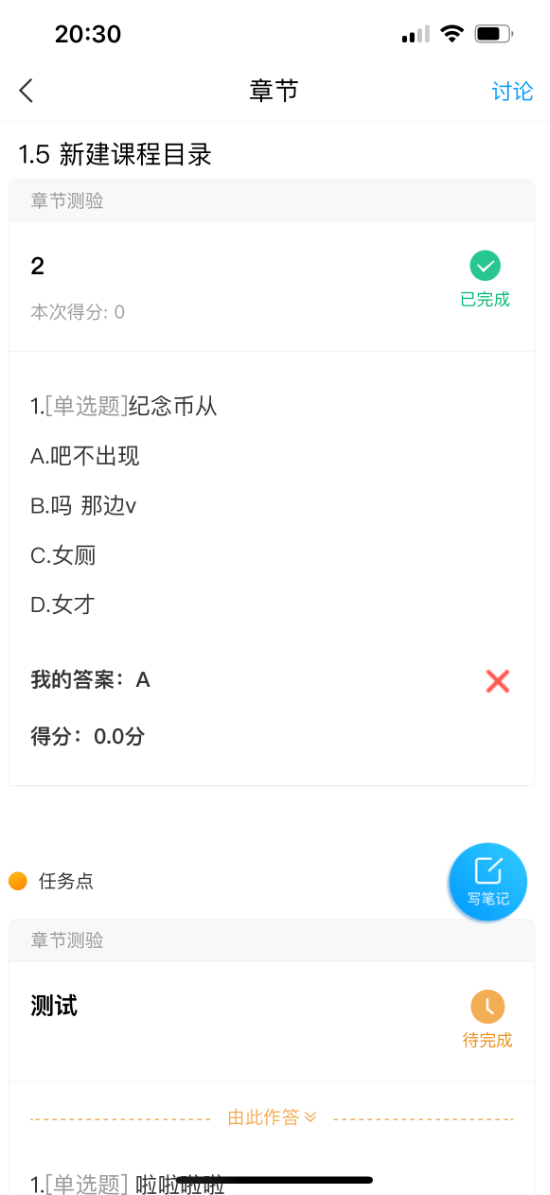 20:30
章节
讨论
1.5 新建课程目录
章节测验
2
已完成
本次得分: 0
1.[单选题]纪念币从
A.吧不出现
B.吗 那边v
C.女厕
D.女才
我的答案：A
得分：0.0分
任务点
写笔记
章节测验
测试
待完成
由此作答
1.[单选题] 啦啦啦啦